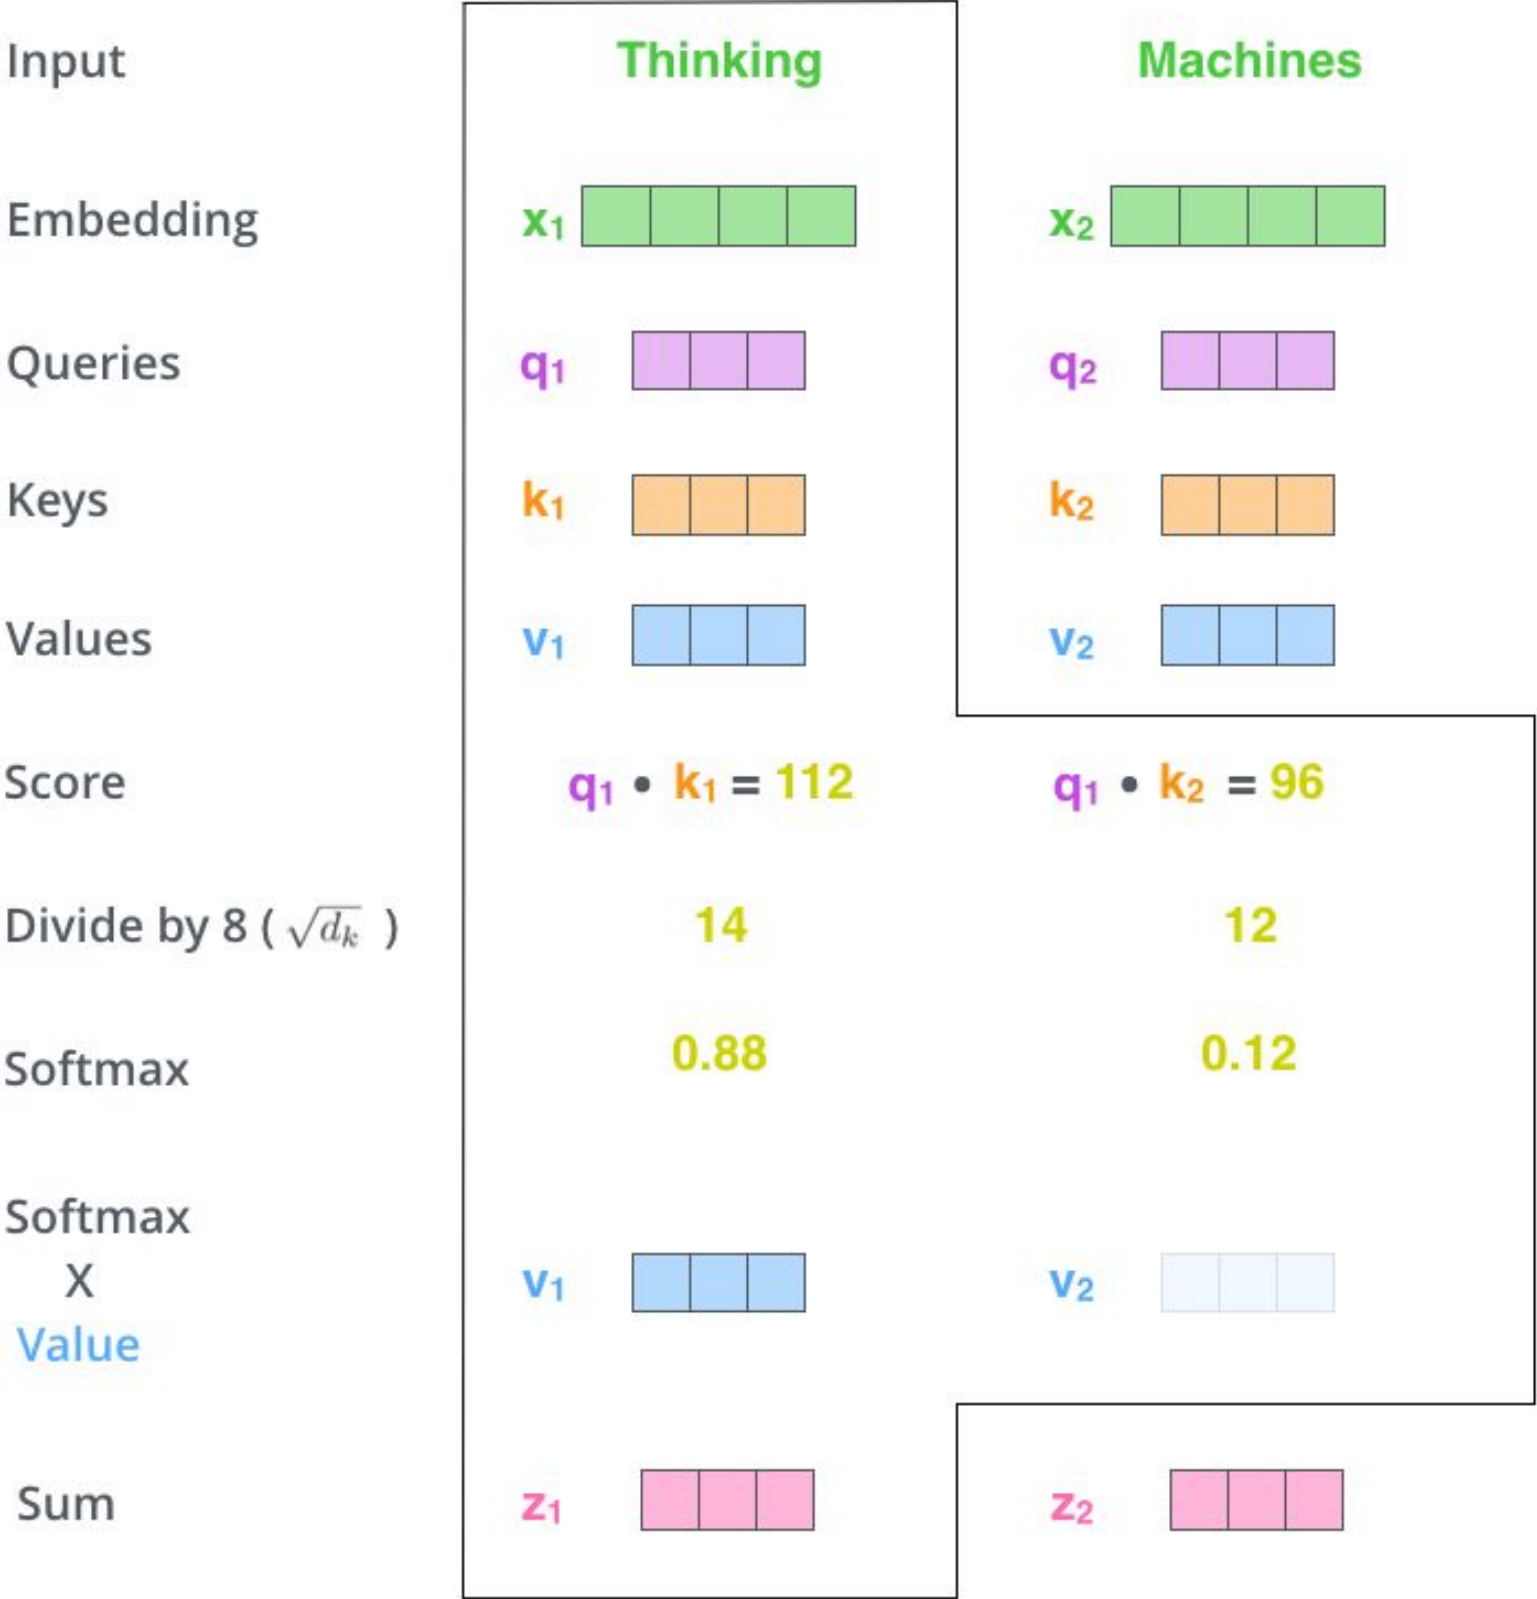 Input Thinking Machines
Embedding x₁ x₂
Queries q₁ q₂
Keys k₁ k₂
Values v₁ v₂
Score q₁ • k₁ = 112 q₁ • k₂ = 96
Divide by 8 ( √dₖ ) 14 12
Softmax 0.88 0.12
Softmax
X v₁ v₂
Value
Sum z₁ z₂